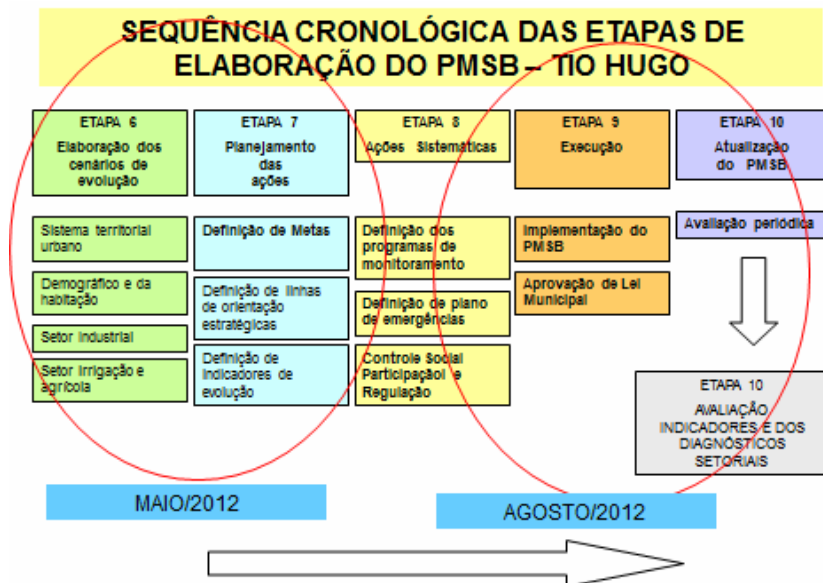 SEQUÊNCIA CRONOLÓGICA DAS ETAPAS DE
ELABORAÇÃO DO PMSB – TIO HUGO
ETAPA 6
Elaboração dos
cenários de
evolução
Sistema territorial
urbano
Demográfico e da
habitação
Setor Industrial
Setor Irrigação e
agrícola
ETAPA 7
Planejamento
das
ações
Definição de Metas
Definição de linhas
de orientação
estratégicas
Definição de
Indicadores de
evolução
ETAPA 8
Ações Sistemáticas
Definição dos
programas de
monitoramento
Definição de plano
de emergências
Controle Social
Participaçãol e
Regulação
ETAPA 9
Execução
Implementação do
PMSB
Aprovação de Lei
Municipal
ETAPA 10
Atualização
do PMSB
Avaliação periódica
ETAPA 10
AVALIAÇÃO
INDICADORES E DOS
DIAGNÓSTICOS
SETORIAIS
MAIO/2012
AGOSTO/2012